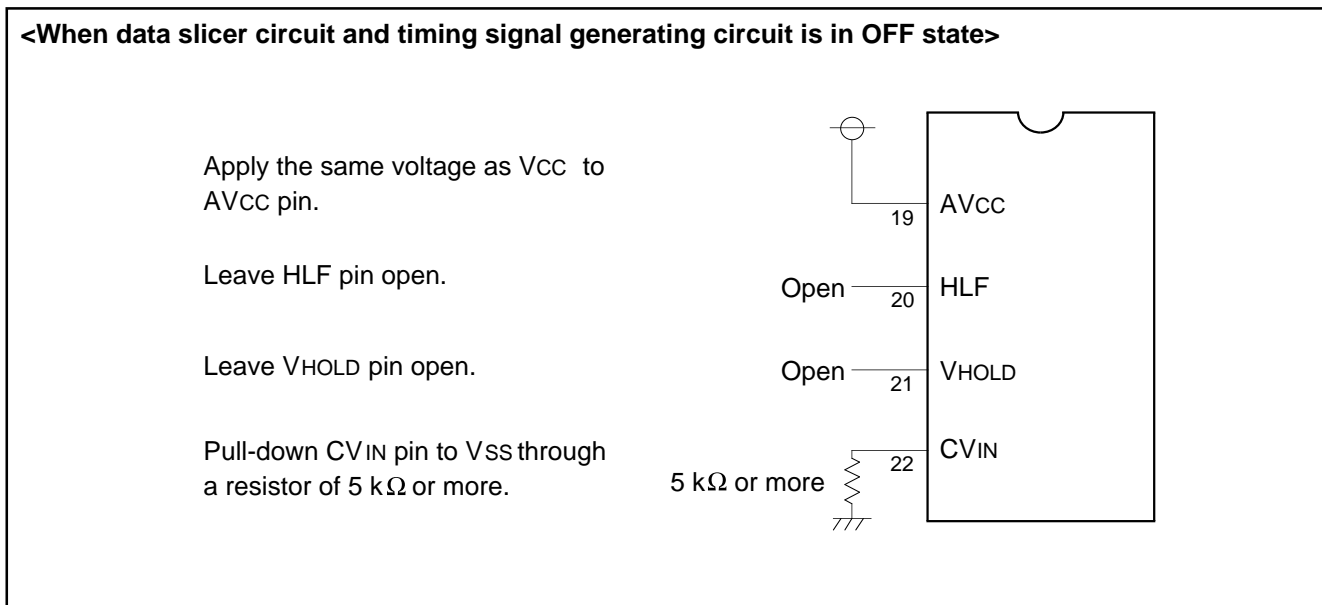 <When data slicer circuit and timing signal generating circuit is in OFF state>
Apply the same voltage as VCC to
AVCC pin.
19 AVCC
Leave HLF pin open.
Open 20 HLF
Leave VHOLD pin open.
Open 21 VHOLD
Pull-down CVIN pin to VSS through
a resistor of 5 kΩ or more.
5 kΩ or more 22 CVIN